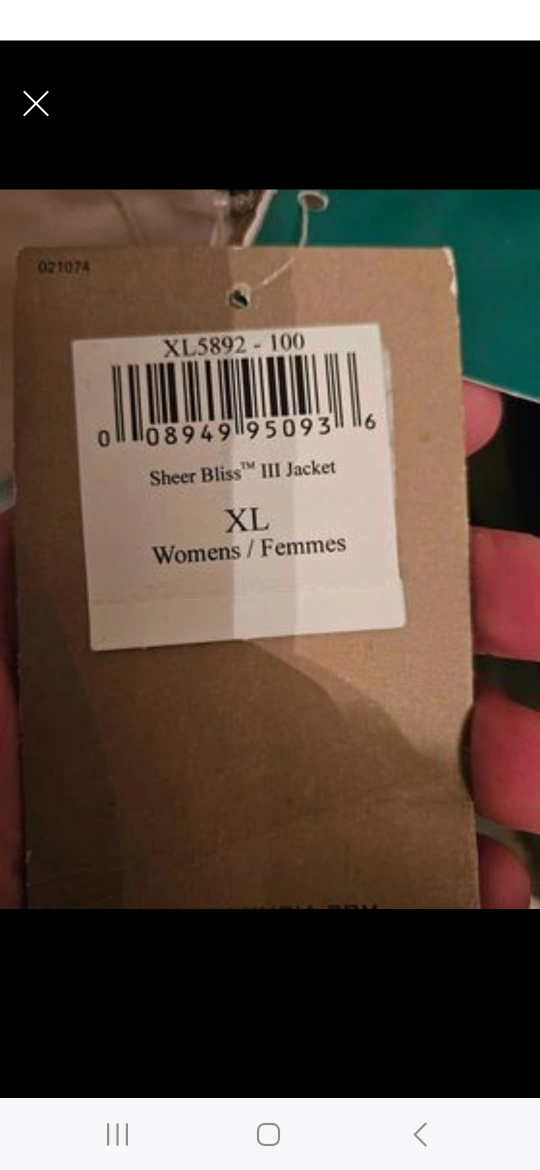 021074
XL5892 - 100
0 08949 95093 6
Sheer Bliss™ III Jacket
XL
Womens / Femmes